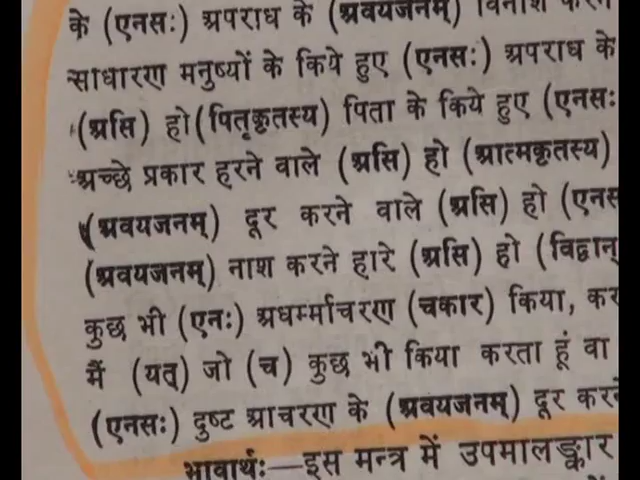 के (एनसः) अपराध के (अवयजनम्) विनाश करने
साधारण मनुष्यों के किये हुए (एनसः) अपराध के
(असि) हो (पितृकृतस्य) पिता के किये हुए (एनसः
अच्छे प्रकार हरने वाले (असि) हो (आत्मकृतस्य)
(अवयजनम्) दूर करने वाले (असि) हो (एनस
(अवयजनम्) नाश करने हारे (असि) हो (विद्वान्
कुछ भी (एनः) अधर्म्माचरण (चकार) किया, कर
मैं (यत्) जो (च) कुछ भी किया करता हूं वा
(एनसः) दुष्ट आचरण के (अवयजनम्) दूर करने
भावार्थः—इस मन्त्र में उपमालङ्कार